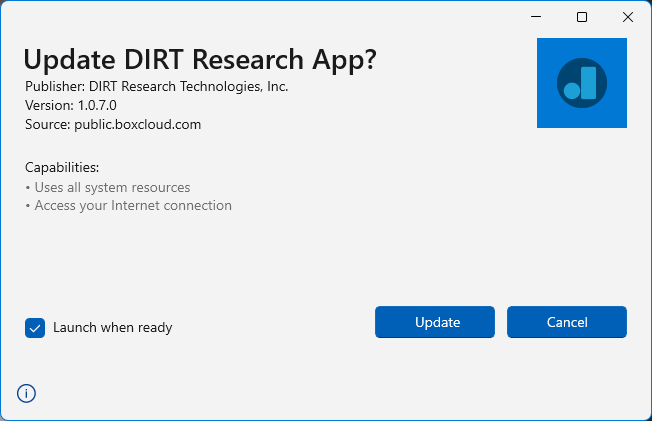 Update DIRT Research App?
Publisher: DIRT Research Technologies, Inc.
Version: 1.0.7.0
Source: public.boxcloud.com
Capabilities:
• Uses all system resources
• Access your Internet connection
Launch when ready
Update
Cancel